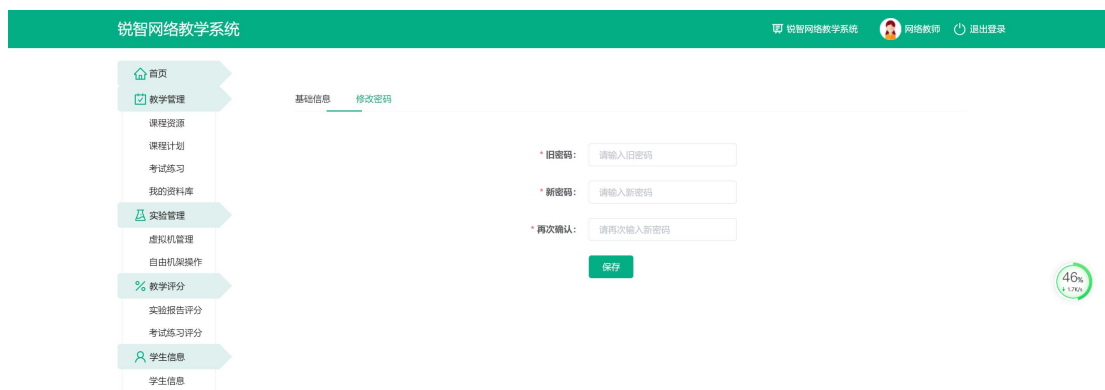 锐智网络教学系统
锐智网络教学系统 网络教师 退出登录
首页
教学管理
课程资源
课程计划
考试练习
我的资料库
实验管理
虚拟机管理
自由机架操作
教学评分
实验报告评分
考试练习评分
学生信息
学生信息
基础信息 修改密码
* 旧密码： 请输入旧密码
* 新密码： 请输入新密码
* 再次确认： 请再次输入新密码
保存
46%
1.7K/s